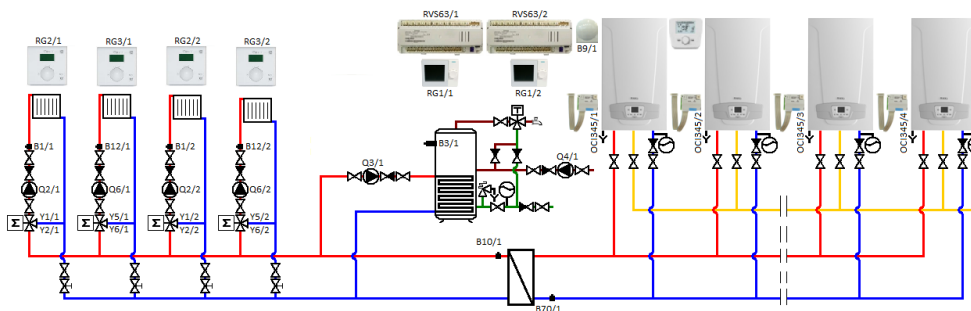 RVS63/1
RVS63/2
RG2/1
RG3/1
RG2/2
RG3/2
B9/1
RG1/1
RG1/2
OCI345/1
OCI345/2
OCI345/3
OCI345/4
B1/1
B12/1
B1/2
B12/2
B3/1
Q3/1
Q4/1
Q2/1
Q6/1
Q2/2
Q6/2
M
Y1/1
Y2/1
M
Y5/1
Y6/1
M
Y1/2
Y2/2
M
Y5/2
Y6/2
B10/1
B70/1